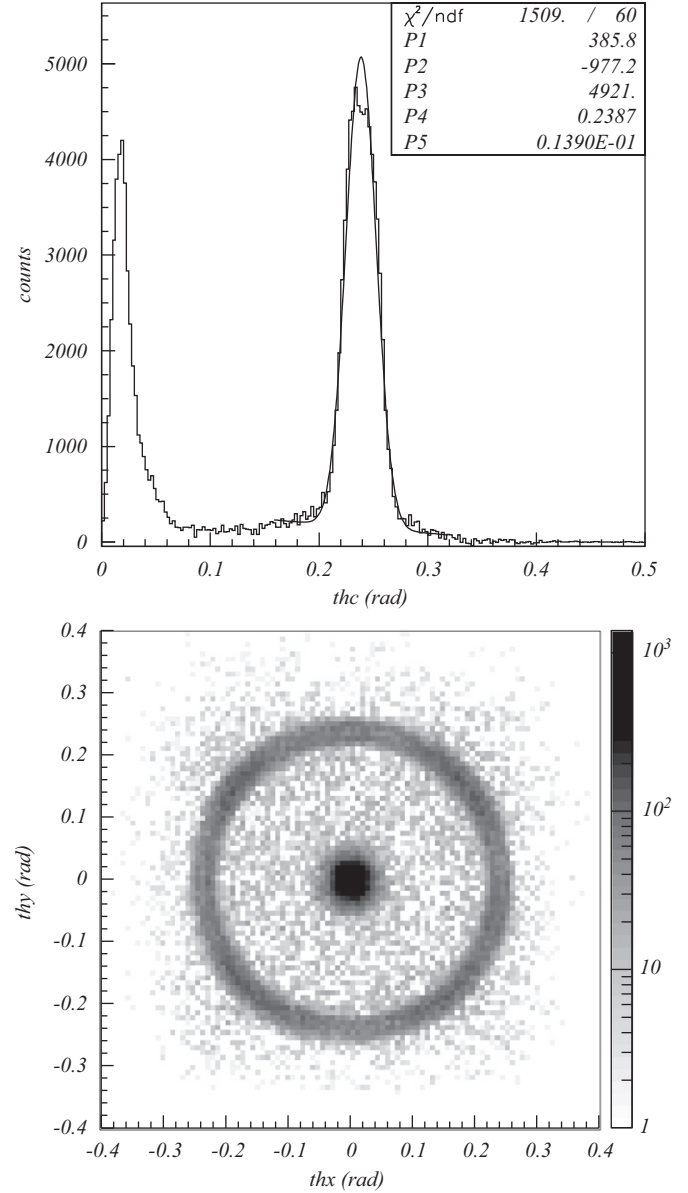 χ²/ndf 1509. / 60
P1 385.8
P2 -977.2
P3 4921.
P4 0.2387
P5 0.1390E-01
5000
4000
3000
2000
1000
0
counts
0 0.1 0.2 0.3 0.4 0.5
thc (rad)
0.4
0.3
0.2
0.1
0
-0.1
-0.2
-0.3
-0.4
thy (rad)
-0.4 -0.3 -0.2 -0.1 0 0.1 0.2 0.3 0.4
thx (rad)
10³
10²
10
1